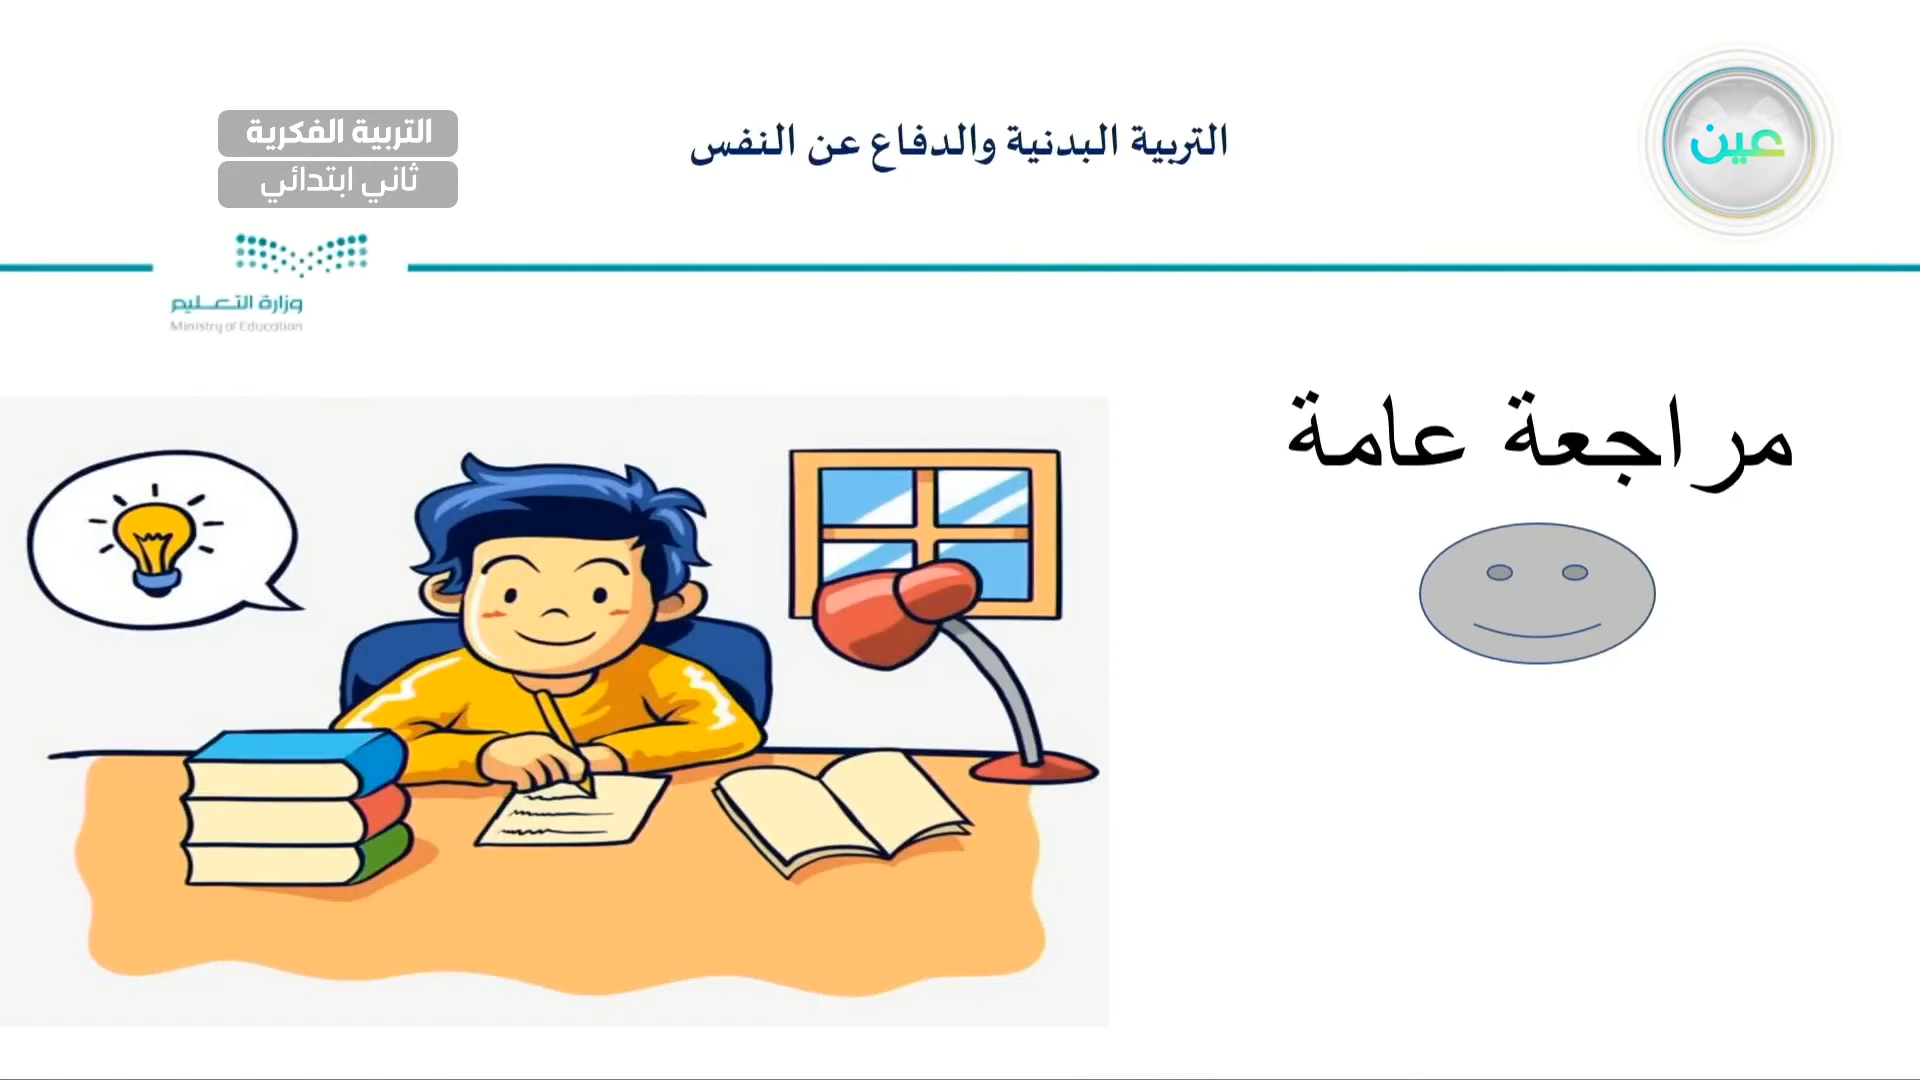 عين
التربية البدنية والدفاع عن النفس
التربية الفكرية
ثاني ابتدائي
وزارة التعليم
Ministry of Education
مراجعة عامة